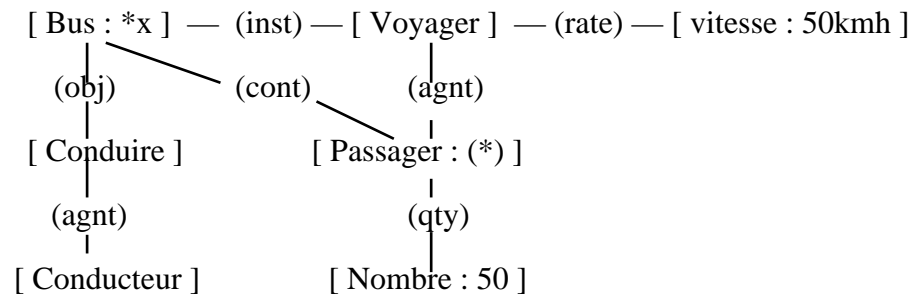 [ Bus : *x ] — (inst) — [ Voyager ] — (rate) — [ vitesse : 50kmh ]
(obj) (cont) (agnt)
[ Conduire ] [ Passager : (*) ]
(agnt) (qty)
[ Conducteur ] [ Nombre : 50 ]